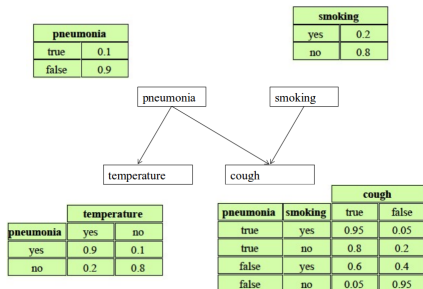 smoking
yes 0.2
no 0.8
pneumonia
true 0.1
false 0.9
pneumonia
smoking
temperature
cough
temperature
pneumonia yes no
yes 0.9 0.1
no 0.2 0.8
cough
pneumonia smoking true false
true yes 0.95 0.05
true no 0.8 0.2
false yes 0.6 0.4
false no 0.05 0.95